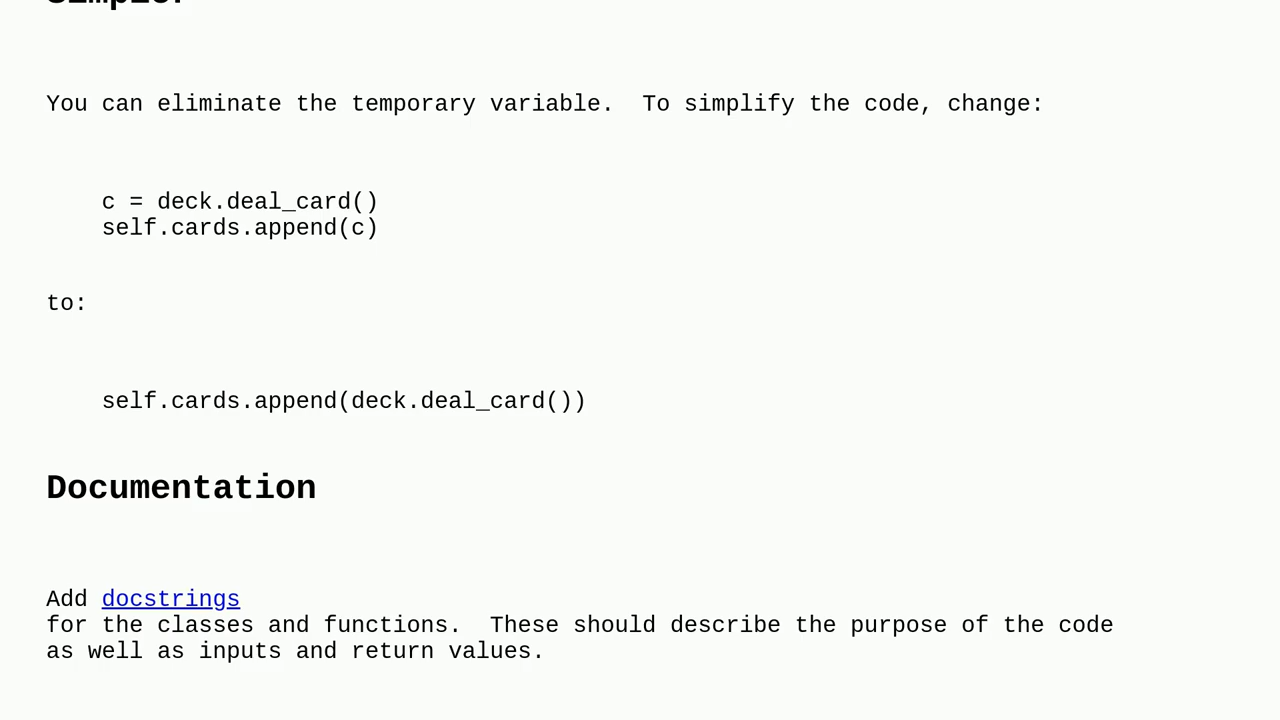 You can eliminate the temporary variable.  To simplify the code, change:
    c = deck.deal_card()
    self.cards.append(c)
to:
    self.cards.append(deck.deal_card())
Documentation
Add docstrings
for the classes and functions.  These should describe the purpose of the code
as well as inputs and return values.